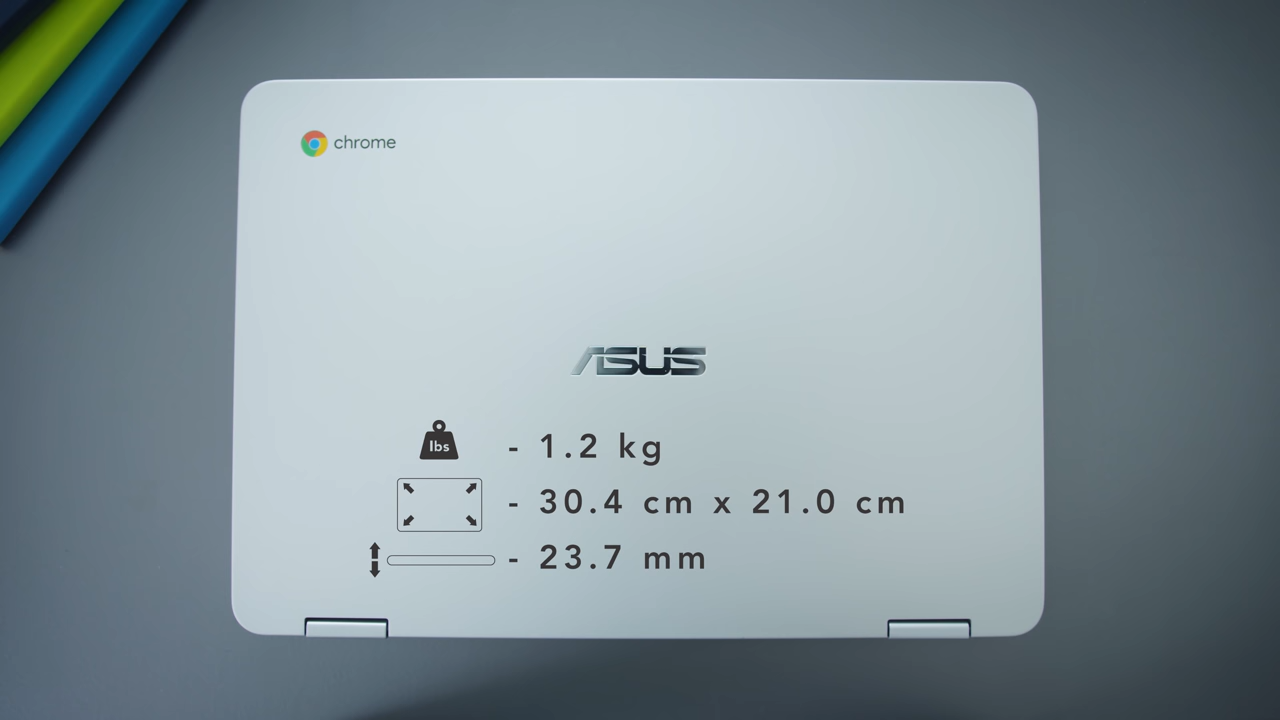 chrome
ASUS
lbs - 1.2 kg
- 30.4 cm x 21.0 cm
- 23.7 mm